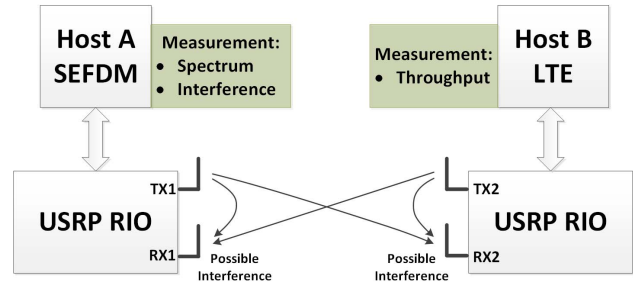 Host A
SEFDM
Measurement:
• Spectrum
• Interference
Measurement:
• Throughput
Host B
LTE
USRP RIO
TX1
RX1
Possible
Interference
Possible
Interference
TX2
RX2
USRP RIO